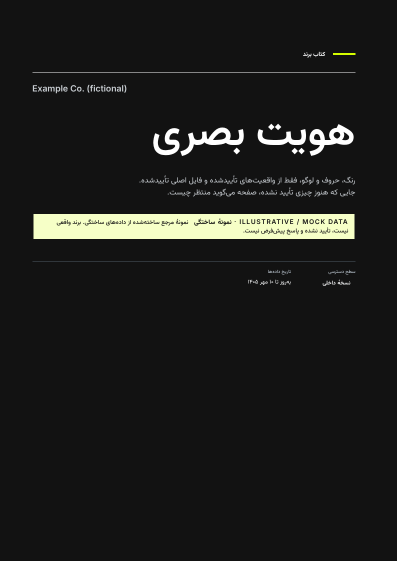 کتاب برند
Example Co. (fictional)
هویت بصری
رنگ، حروف و لوگو، فقط از واقعیت‌های تأییدشده و فایل اصلی تأییدشده.
جایی که هنوز چیزی تأیید نشده، صفحه می‌گوید منتظر چیست.
ILLUSTRATIVE / MOCK DATA · نمونهٔ ساختگی نمونهٔ مرجع ساخته‌شده از داده‌های ساختگی. برند واقعی
نیست، تأیید نشده و پاسخ پیش‌فرض نیست.
سطح دسترسی
نسخهٔ داخلی
تاریخ داده‌ها
به‌روز تا ۱۰ مهر ۱۴۰۵